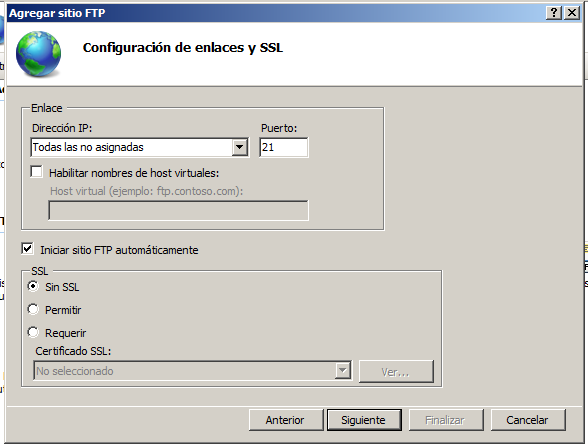 Agregar sitio FTP
Configuración de enlaces y SSL
Enlace
Dirección IP:
Puerto:
Todas las no asignadas
21
Habilitar nombres de host virtuales:
Host virtual (ejemplo: ftp.contoso.com):
Iniciar sitio FTP automáticamente
SSL
Sin SSL
Permitir
Requerir
Certificado SSL:
No seleccionado
Ver...
Anterior
Siguiente
Finalizar
Cancelar